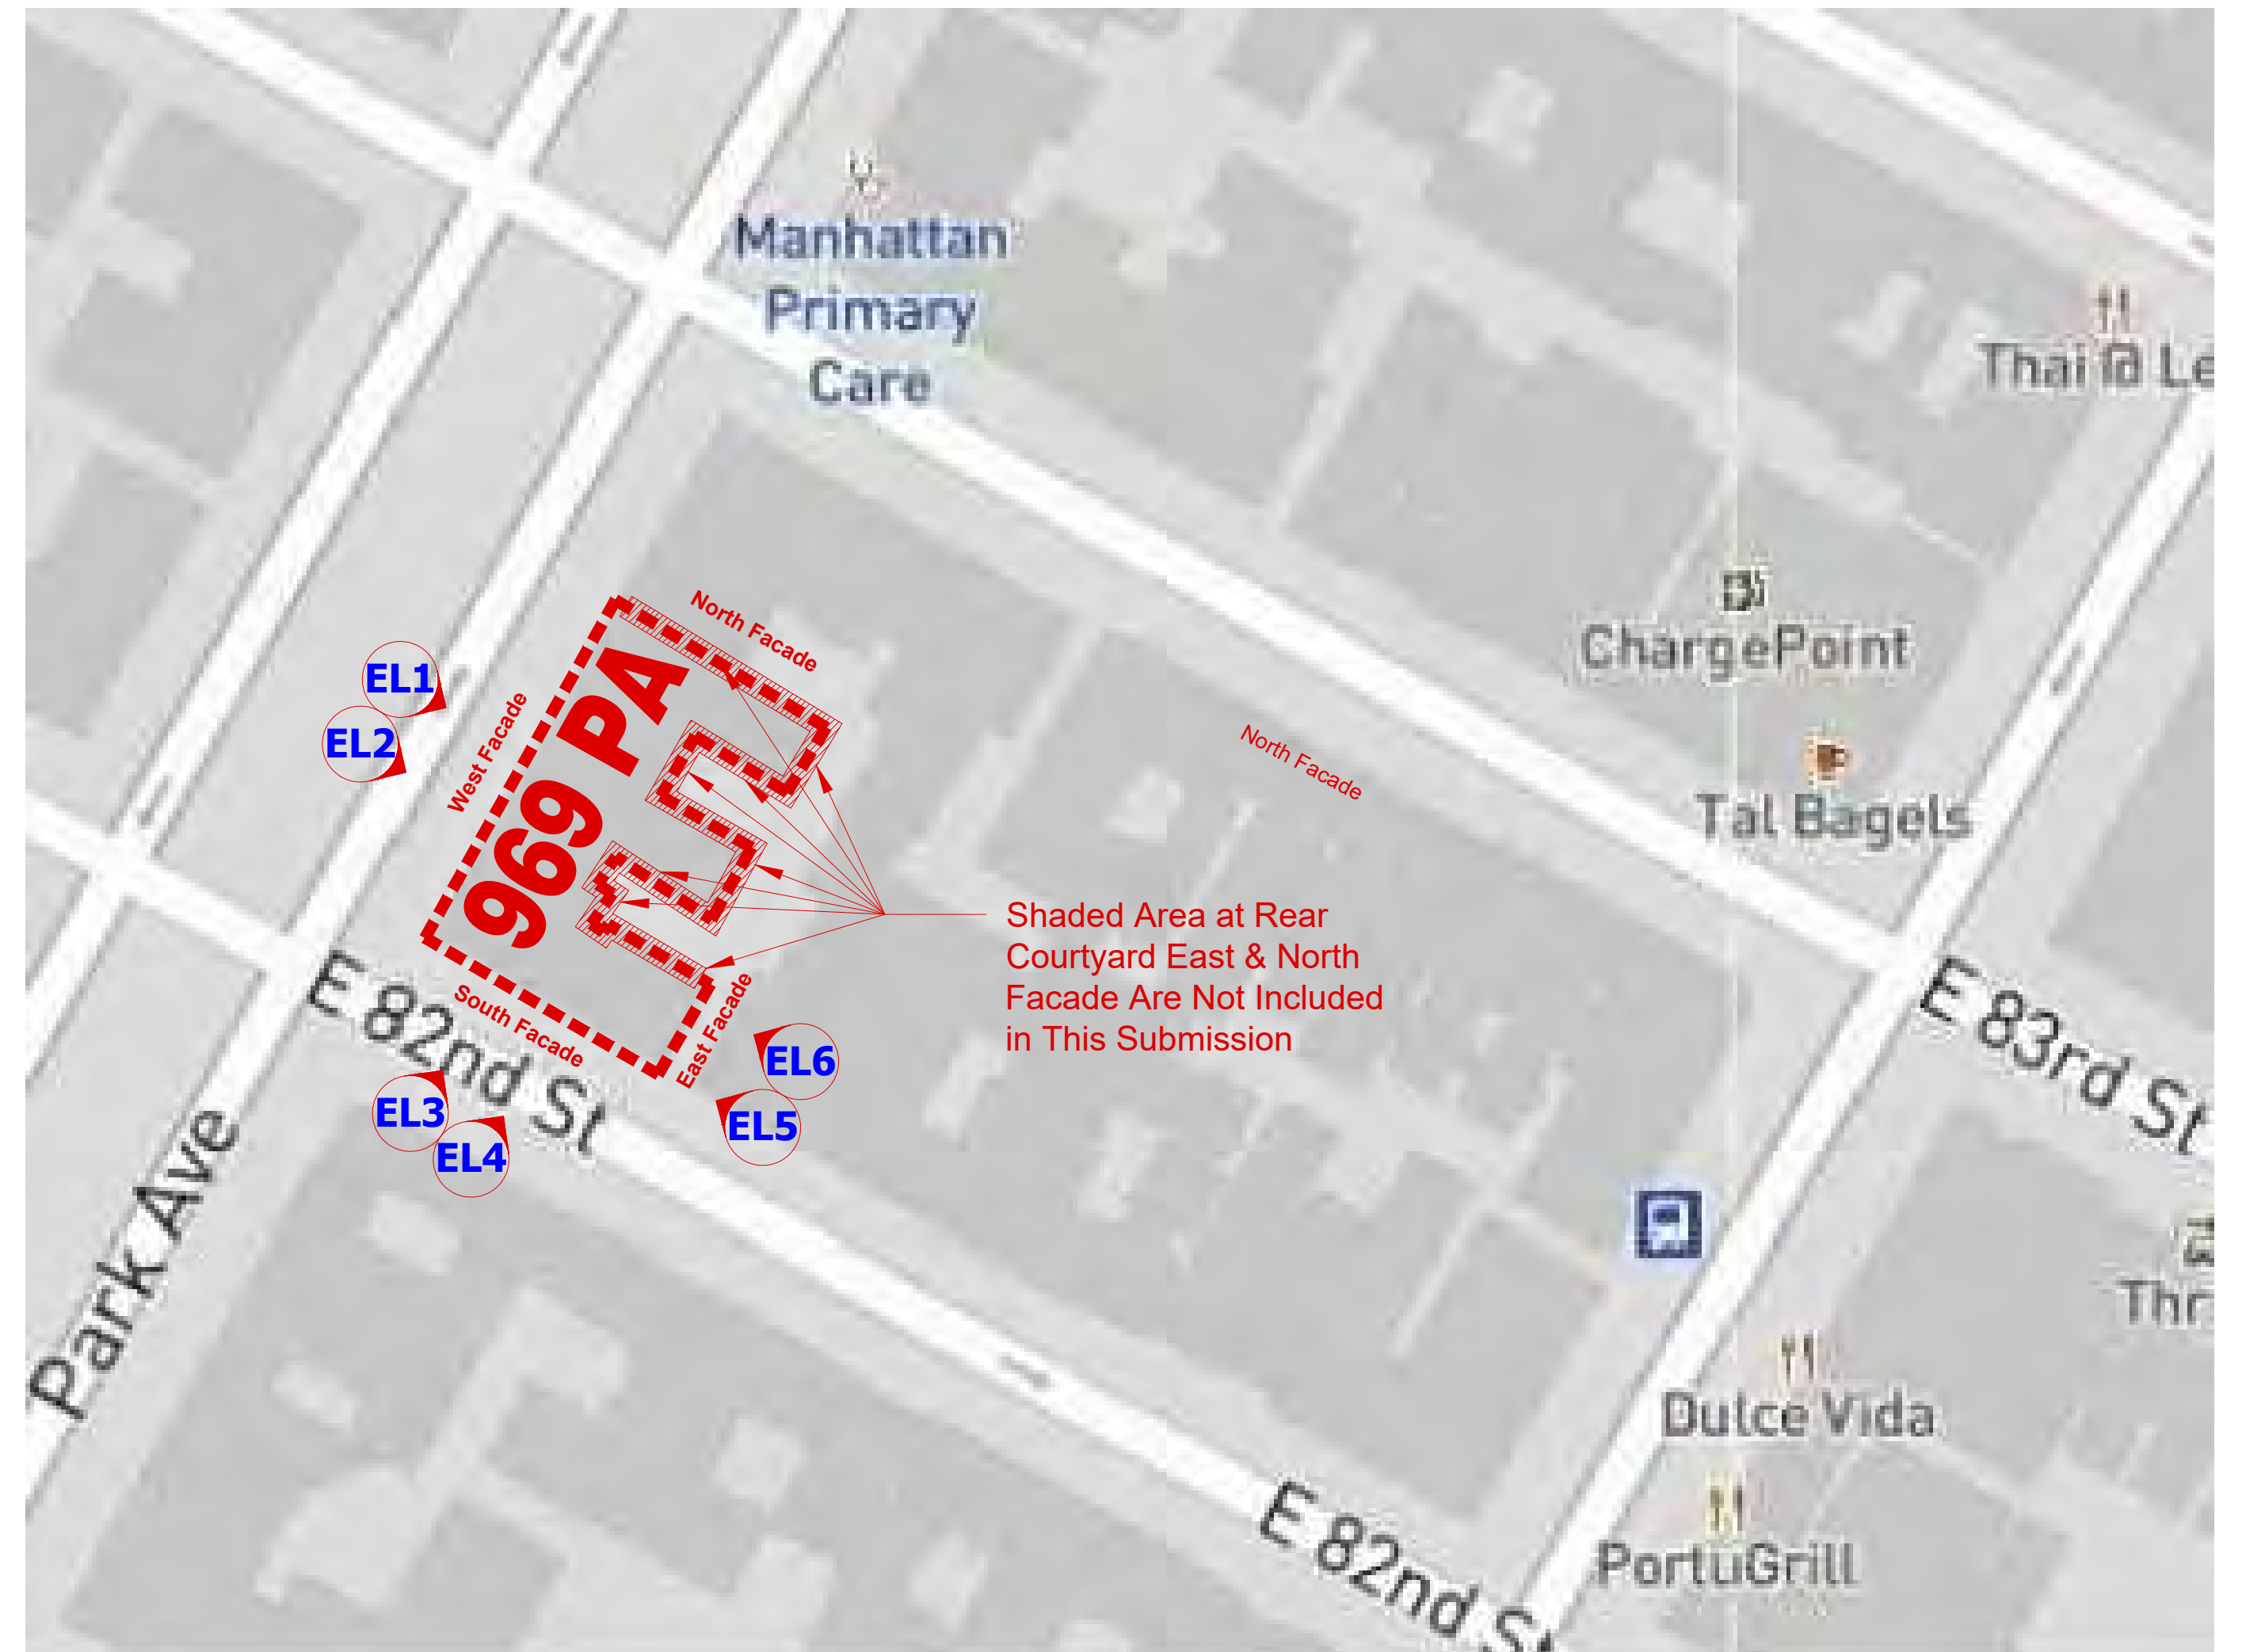 Manhattan
Primary
Care
Thai @ Le
North Facade
ChargePoint
EL1
West Facade
EL2
969 PA
North Facade
Tal Bagels
Shaded Area at Rear
Courtyard East & North
Facade Are Not Included
in This Submission
E 82nd St
South Facade
East Facade
E 83rd St
EL6
EL3
EL5
EL4
Park Ave
Thr
Dulce Vida
E 82nd St
PortuGrill